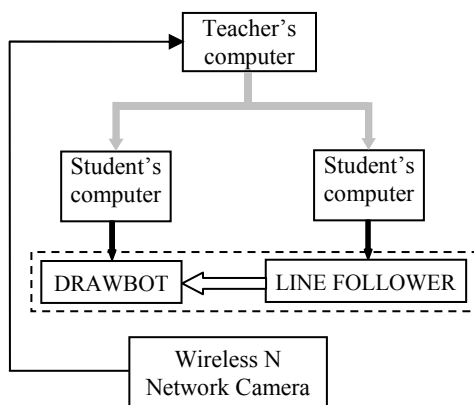 Teacher's
computer
Student's
computer
Student's
computer
DRAWBOT
LINE FOLLOWER
Wireless N
Network Camera